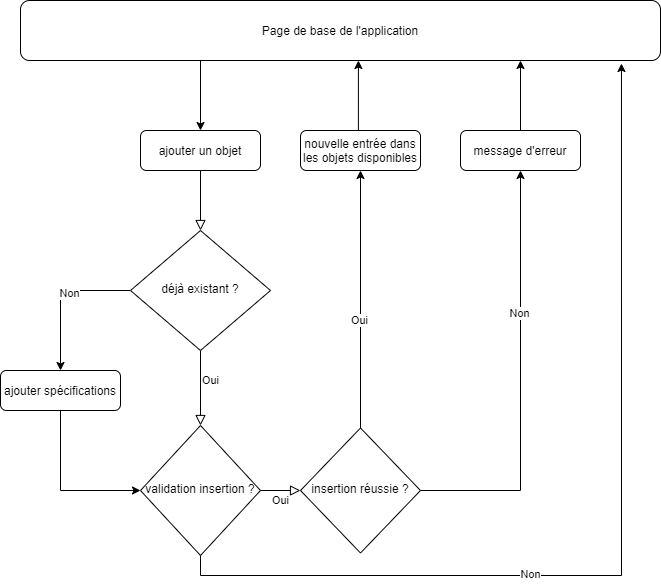 Page de base de l'application
ajouter un objet
nouvelle entrée dans
les objets disponibles
message d'erreur
déjà existant ?
Non
Oui
Non
ajouter spécifications
Oui
validation insertion ?
Oui
insertion réussie ?
Non